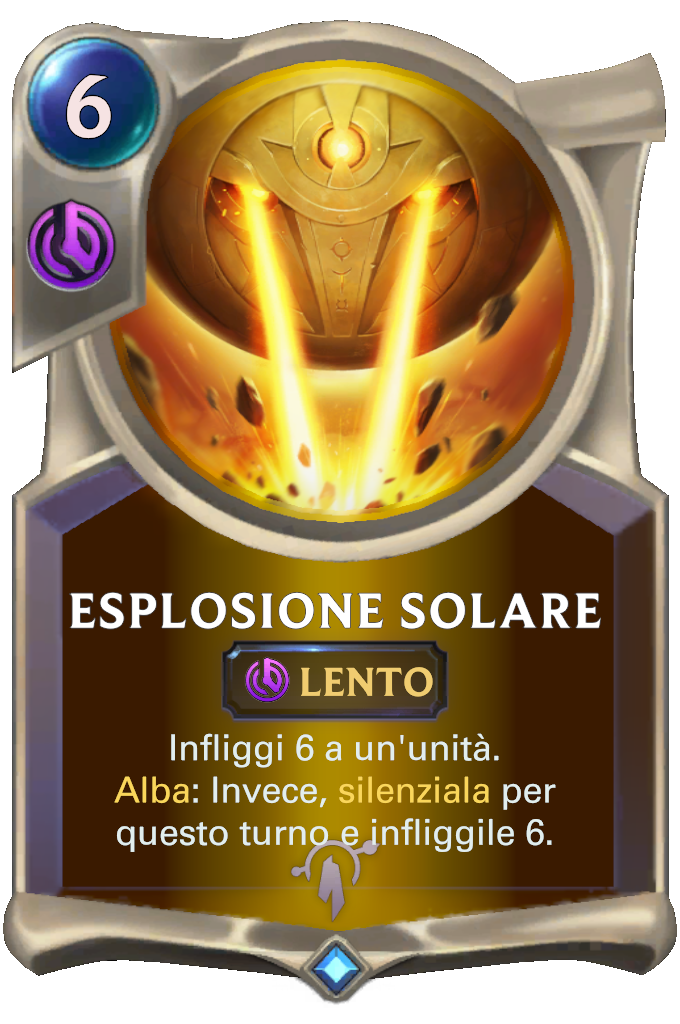 6
ESPLOSIONE SOLARE
LENTO
Infliggi 6 a un'unità.
Alba: Invece, silenziala per
questo turno e infliggile 6.